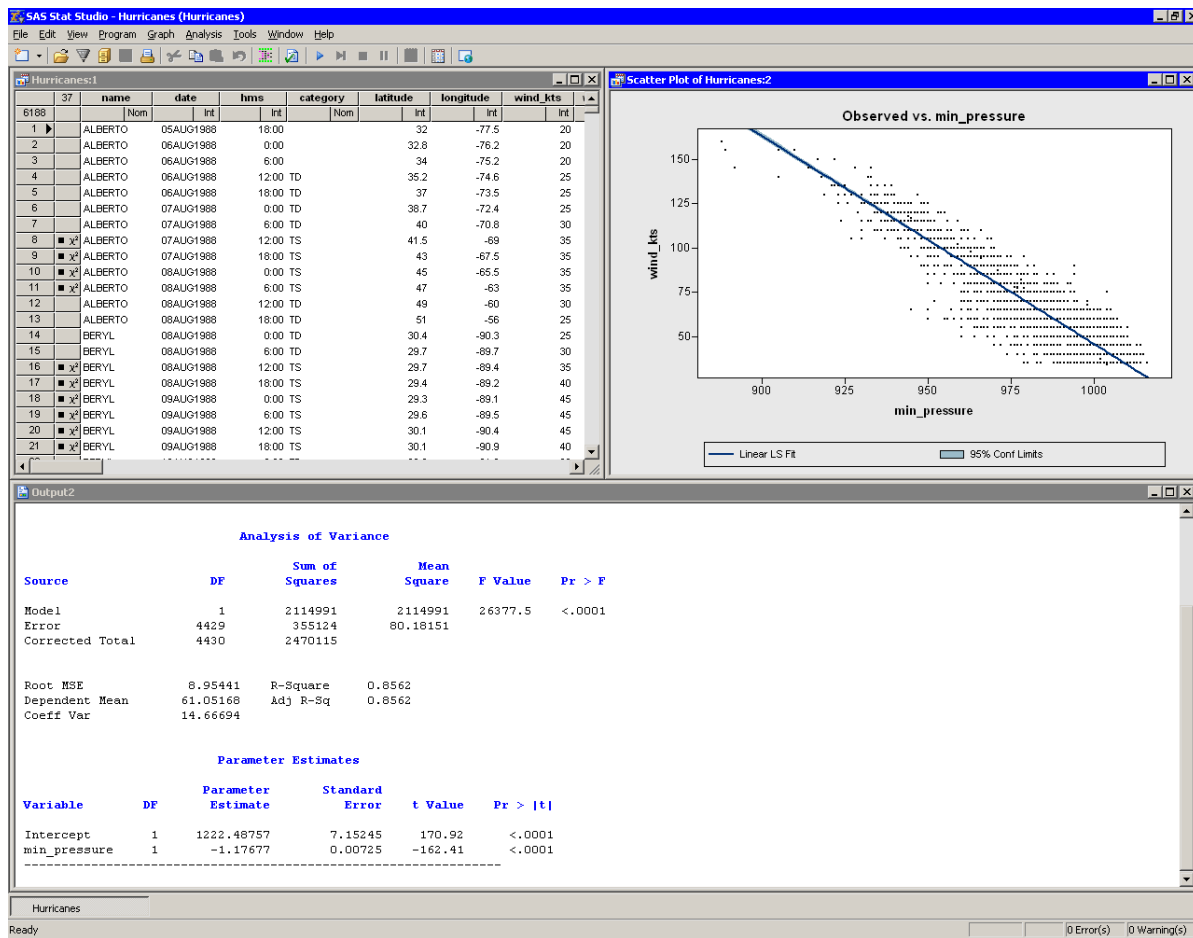 SAS Stat Studio - Hurricanes (Hurricanes)
File Edit View Program Graph Analysis Tools Window Help
Hurricanes:1
37 name date hms category latitude longitude wind_kts
6188 Nom Int Int Nom Int Int Int
1 ALBERTO 05AUG1988 18:00 32 -77.5 20
2 ALBERTO 06AUG1988 0:00 32.8 -76.2 20
3 ALBERTO 06AUG1988 6:00 34 -75.2 20
4 ALBERTO 06AUG1988 12:00 TD 35.2 -74.6 25
5 ALBERTO 06AUG1988 18:00 TD 37 -73.5 25
6 ALBERTO 07AUG1988 0:00 TD 38.7 -72.4 25
7 ALBERTO 07AUG1988 6:00 TD 40 -70.8 30
8 χ² ALBERTO 07AUG1988 12:00 TS 41.5 -69 35
9 χ² ALBERTO 07AUG1988 18:00 TS 43 -67.5 35
10 χ² ALBERTO 08AUG1988 0:00 TS 45 -65.5 35
11 χ² ALBERTO 08AUG1988 6:00 TS 47 -63 35
12 ALBERTO 08AUG1988 12:00 TD 49 -60 30
13 ALBERTO 08AUG1988 18:00 TD 51 -56 25
14 BERYL 08AUG1988 0:00 TD 30.4 -90.3 25
15 BERYL 08AUG1988 6:00 TD 29.7 -89.7 30
16 χ² BERYL 08AUG1988 12:00 TS 29.7 -89.4 35
17 χ² BERYL 08AUG1988 18:00 TS 29.4 -89.2 40
18 χ² BERYL 09AUG1988 0:00 TS 29.3 -89.1 45
19 χ² BERYL 09AUG1988 6:00 TS 29.6 -89.5 45
20 χ² BERYL 09AUG1988 12:00 TS 30.1 -90.4 45
21 χ² BERYL 09AUG1988 18:00 TS 30.1 -90.9 40
Scatter Plot of Hurricanes:2
Observed vs. min_pressure
wind_kts
150
125
100
75
50
900 925 950 975 1000
min_pressure
Linear LS Fit 95% Conf Limits
Output2
Analysis of Variance
Sum of Mean
Source DF Squares Square F Value Pr > F
Model 1 2114991 2114991 26377.5 <.0001
Error 4429 355124 80.18151
Corrected Total 4430 2470115
Root MSE 8.95441 R-Square 0.8562
Dependent Mean 61.05168 Adj R-Sq 0.8562
Coeff Var 14.66694
Parameter Estimates
Parameter Standard
Variable DF Estimate Error t Value Pr > |t|
Intercept 1 1222.48757 7.15245 170.92 <.0001
min_pressure 1 -1.17677 0.00725 -162.41 <.0001
Hurricanes
Ready 0 Error(s) 0 Warning(s)